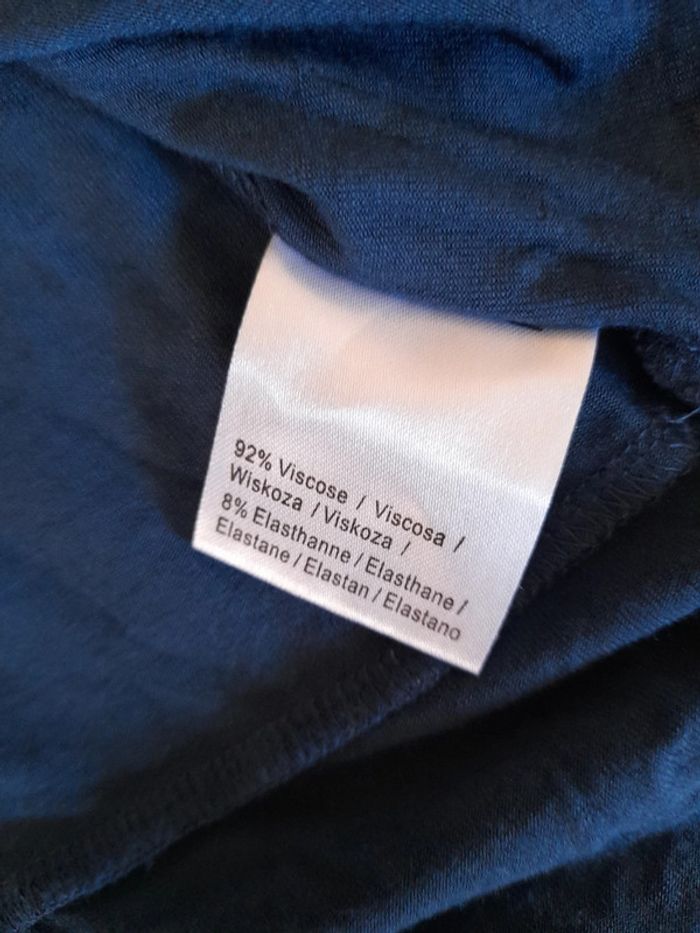 92% Viscose / Viscosa /
Wiskoza / Viskoza /
8% Elasthanne / Elasthane /
Elastane / Elastan / Elastano